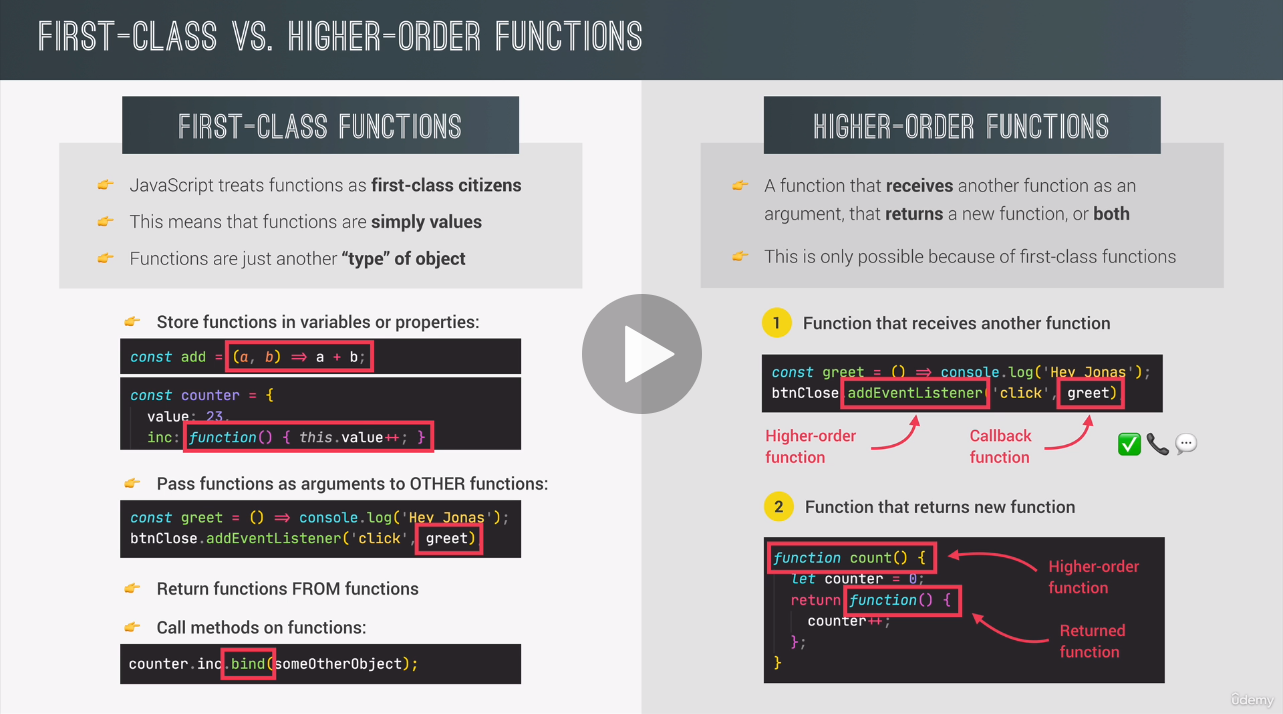 FIRST-CLASS VS. HIGHER-ORDER FUNCTIONS
FIRST-CLASS FUNCTIONS
👉 JavaScript treats functions as first-class citizens
👉 This means that functions are simply values
👉 Functions are just another “type” of object
👉 Store functions in variables or properties:
const add = (a, b) => a + b;
const counter = {
value: 23,
inc: function() { this.value++; }
👉 Pass functions as arguments to OTHER functions:
const greet = () => console.log('Hey Jonas');
btnClose.addEventListener('click', greet)
👉 Return functions FROM functions
👉 Call methods on functions:
counter.inc.bind(someOtherObject);
HIGHER-ORDER FUNCTIONS
👉 A function that receives another function as an
argument, that returns a new function, or both
👉 This is only possible because of first-class functions
1 Function that receives another function
const greet = () => console.log('Hey Jonas');
btnClose.addEventListener('click', greet)
Higher-order
function
Callback
function
✅ 📞 💬
2 Function that returns new function
function count() {
let counter = 0;
return function() {
counter++;
};
}
Higher-order
function
Returned
function
ûdemy